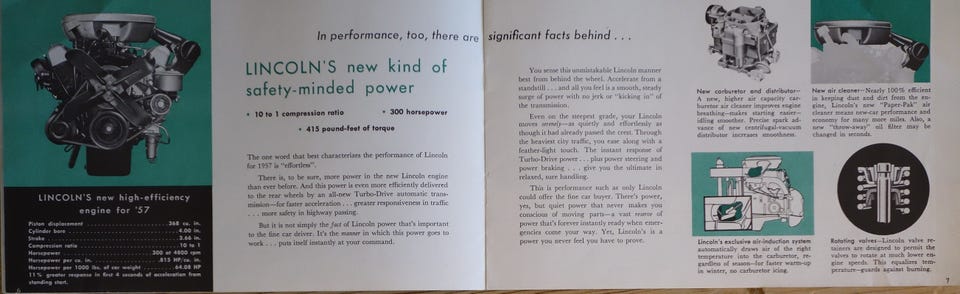 In performance, too, there are significant facts behind . . .
LINCOLN'S new kind of
safety-minded power
• 10 to 1 compression ratio • 300 horsepower
• 415 pound-feet of torque
The one word that best characterizes the performance of Lincoln
for 1957 is "effortless".
There is, to be sure, more power in the new Lincoln engine
than ever before. And this power is even more efficiently delivered
to the rear wheels by an all-new Turbo-Drive automatic trans-
mission—for faster acceleration . . . greater responsiveness in traffic
. . . more safety in highway passing.
But it is not simply the fact of Lincoln power that's important
to the fine car driver. It's the manner in which this power goes to
work . . . puts itself instantly at your command.
LINCOLN'S new high-efficiency
engine for '57
Piston displacement . . . 368 cu. in.
Cylinder bore . . . 4.00 in.
Stroke . . . 3.66 in.
Compression ratio . . . 10 to 1
Horsepower . . . 300 at 4800 rpm
Horsepower per cu. in. . . . .815 HP/cu. in.
Horsepower per 1000 lbs. of car weight . . . 64.08 HP
11% greater response in first 4 seconds of acceleration from
standing start.
6
You sense this unmistakable Lincoln manner
best from behind the wheel. Accelerate from a
standstill . . . and all you feel is a smooth, steady
surge of power with no jerk or "kicking in" of
the transmission.
Even on the steepest grade, your Lincoln
moves serenely—as quietly and effortlessly as
though it had already passed the crest. Through
the heaviest city traffic, you ease along with a
feather-light touch. The instant response of
Turbo-Drive power . . . plus power steering and
power braking . . . give you the ultimate in
relaxed, sure handling.
This is performance such as only Lincoln
could offer the fine car buyer. There's power,
yes, but quiet power that never makes you
conscious of moving parts—a vast reserve of
power that's forever instantly ready when emer-
gencies come your way. Yet, Lincoln's is a
power you never feel you have to prove.
New carburetor and distributor—
A new, higher air capacity car-
buretor air cleaner improves engine
breathing—makes starting easier—
idling smoother. Precise spark ad-
vance of new centrifugal-vacuum
distributor increases smoothness.
New air cleaner—Nearly 100% efficient
in keeping dust and dirt from the en-
gine, Lincoln's new "Paper-Pak" air
cleaner means new-car performance and
economy for many more miles. Also, a
new "throw-away" oil filter may be
changed in seconds.
Lincoln's exclusive air-induction system
automatically draws air of the right
temperature into the carburetor, re-
gardless of season—for faster warm-up
in winter, no carburetor icing.
Rotating valves—Lincoln valve re-
tainers are designed to permit the
valves to rotate at much lower en-
gine speeds. This equalizes tem-
perature—guards against burning.
7